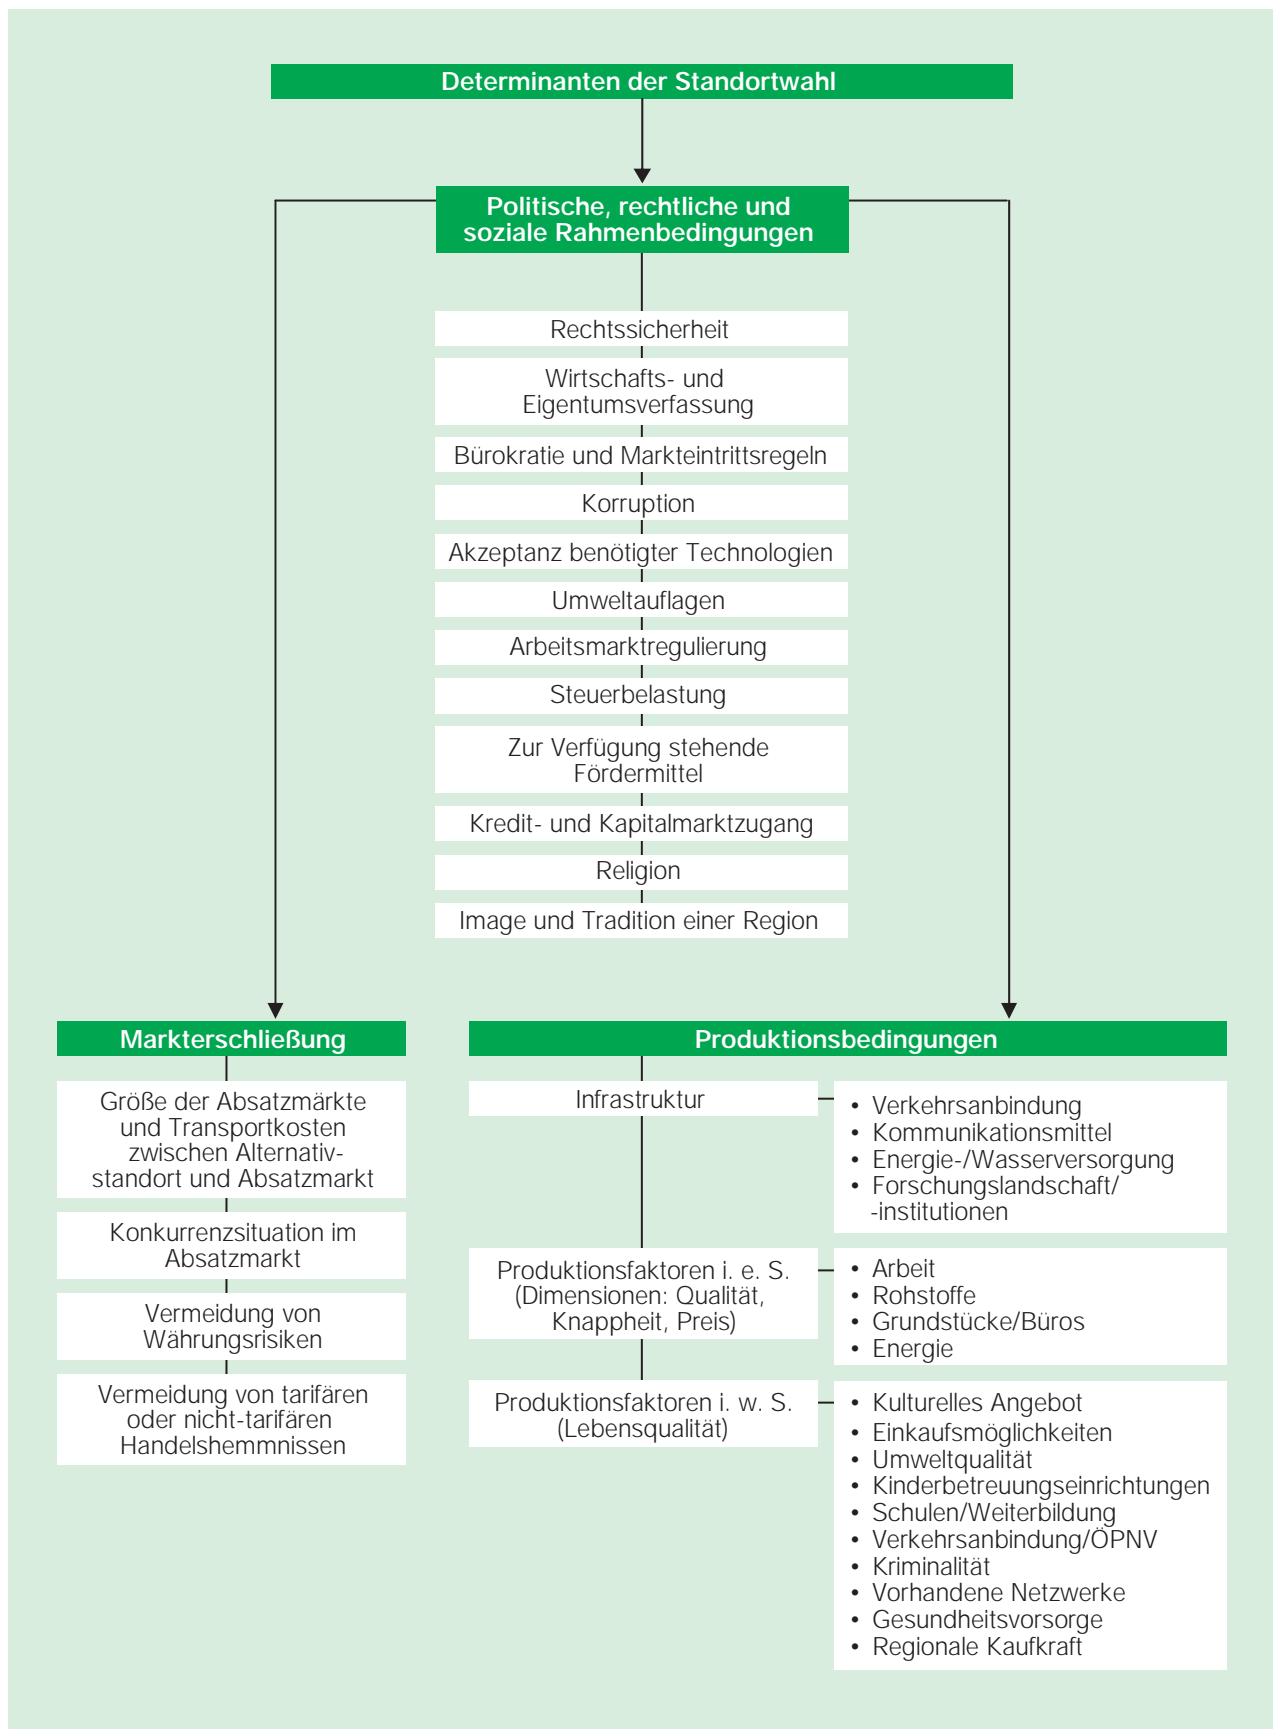 Determinanten der Standortwahl
Politische, rechtliche und
soziale Rahmenbedingungen
Rechtssicherheit
Wirtschafts- und
Eigentumsverfassung
Bürokratie und Markteintrittsregeln
Korruption
Akzeptanz benötigter Technologien
Umweltauflagen
Arbeitsmarktregulierung
Steuerbelastung
Zur Verfügung stehende
Fördermittel
Kredit- und Kapitalmarktzugang
Religion
Image und Tradition einer Region
Markterschließung
Größe der Absatzmärkte
und Transportkosten
zwischen Alternativ-
standort und Absatzmarkt
Konkurrenzsituation im
Absatzmarkt
Vermeidung von
Währungsrisiken
Vermeidung von tarifären
oder nicht-tarifären
Handelshemmnissen
Produktionsbedingungen
Infrastruktur
• Verkehrsanbindung
• Kommunikationsmittel
• Energie-/Wasserversorgung
• Forschungslandschaft/
-institutionen
Produktionsfaktoren i. e. S.
(Dimensionen: Qualität,
Knappheit, Preis)
• Arbeit
• Rohstoffe
• Grundstücke/Büros
• Energie
Produktionsfaktoren i. w. S.
(Lebensqualität)
• Kulturelles Angebot
• Einkaufsmöglichkeiten
• Umweltqualität
• Kinderbetreuungseinrichtungen
• Schulen/Weiterbildung
• Verkehrsanbindung/ÖPNV
• Kriminalität
• Vorhandene Netzwerke
• Gesundheitsvorsorge
• Regionale Kaufkraft